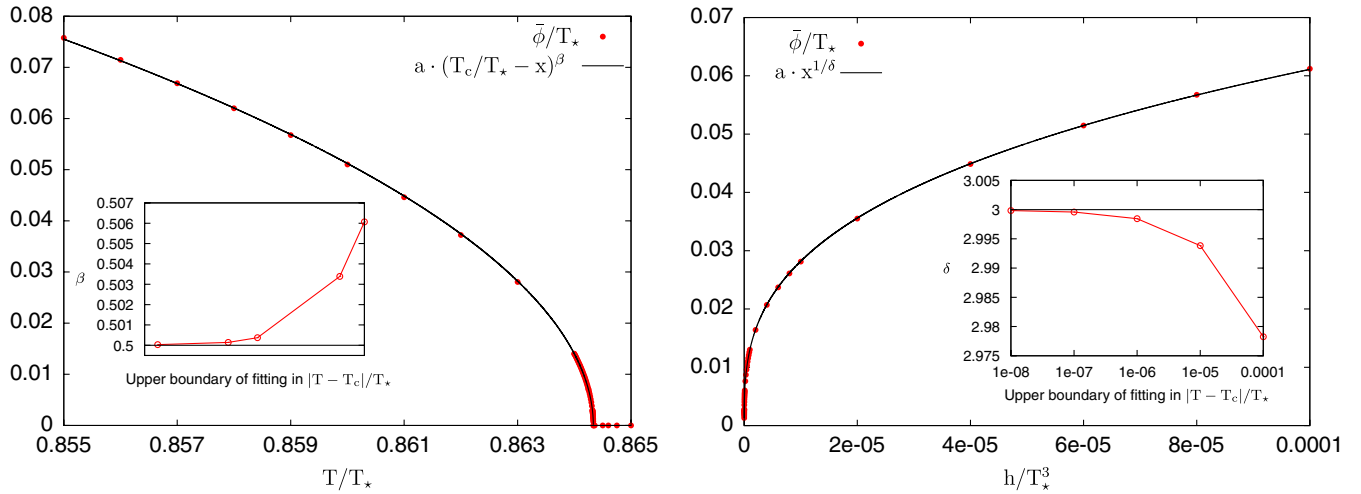 0.08
0.07
0.06
0.05
0.04
0.03
0.02
0.01
0
0.855
0.857
0.859
0.861
0.863
0.865
T/T⋆
ϕ̄/T⋆
a · (Tc/T⋆ − x)^β
0.507
0.506
0.505
0.504
0.503
0.502
0.501
0.5
β
Upper boundary of fitting in |T − Tc|/T⋆
0.07
0.06
0.05
0.04
0.03
0.02
0.01
0
0
2e-05
4e-05
6e-05
8e-05
0.0001
h/T⋆^3
ϕ̄/T⋆
a · x^1/δ
3.005
3
2.995
2.99
2.985
2.98
2.975
δ
1e-08
1e-07
1e-06
1e-05
0.0001
Upper boundary of fitting in |T − Tc|/T⋆